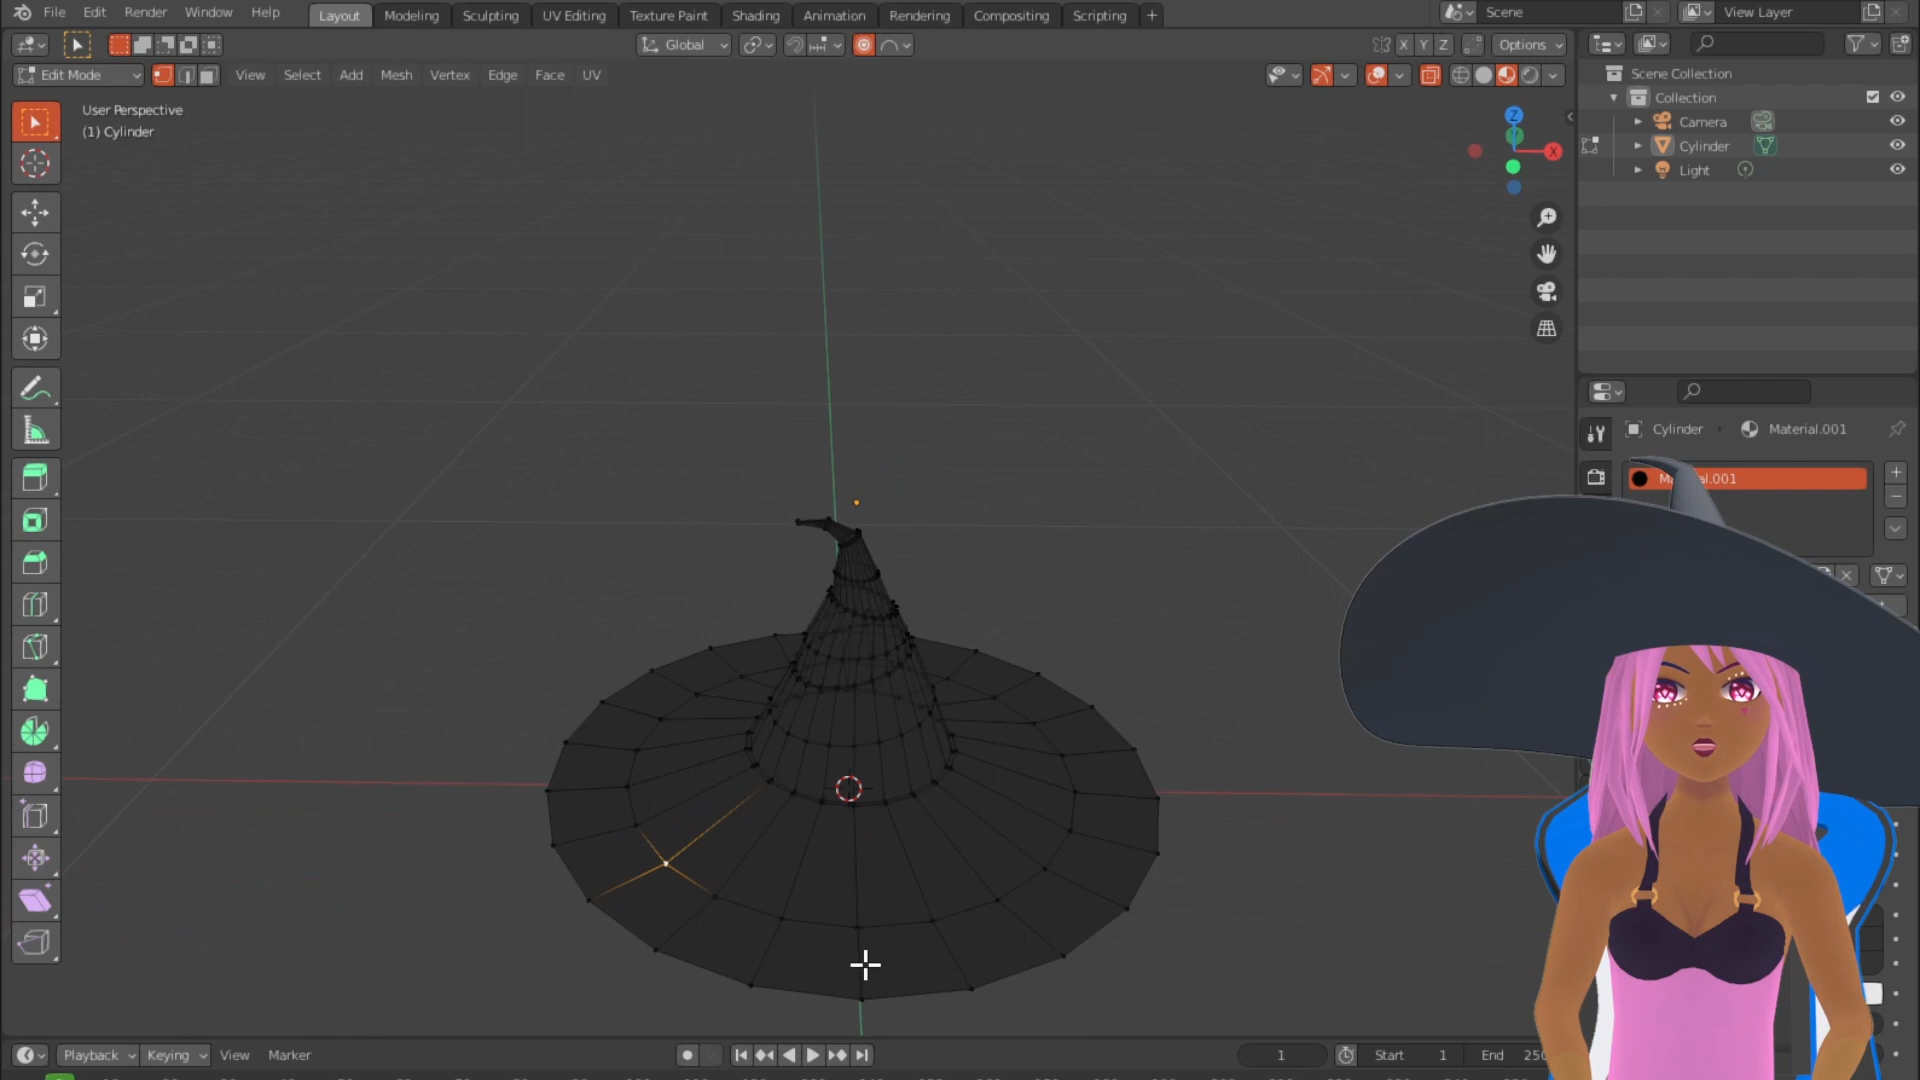 File Edit Render Window Help Layout Modeling Sculpting UV Editing Texture Paint Shading Animation Rendering Compositing Scripting + Scene View Layer
Global X Y Z Options
Edit Mode View Select Add Mesh Vertex Edge Face UV
User Perspective
(1) Cylinder
Z
X
Scene Collection
Collection
Camera
Cylinder
Light
Cylinder Material.001
al.001
Playback Keying View Marker 1 Start 1 End 250